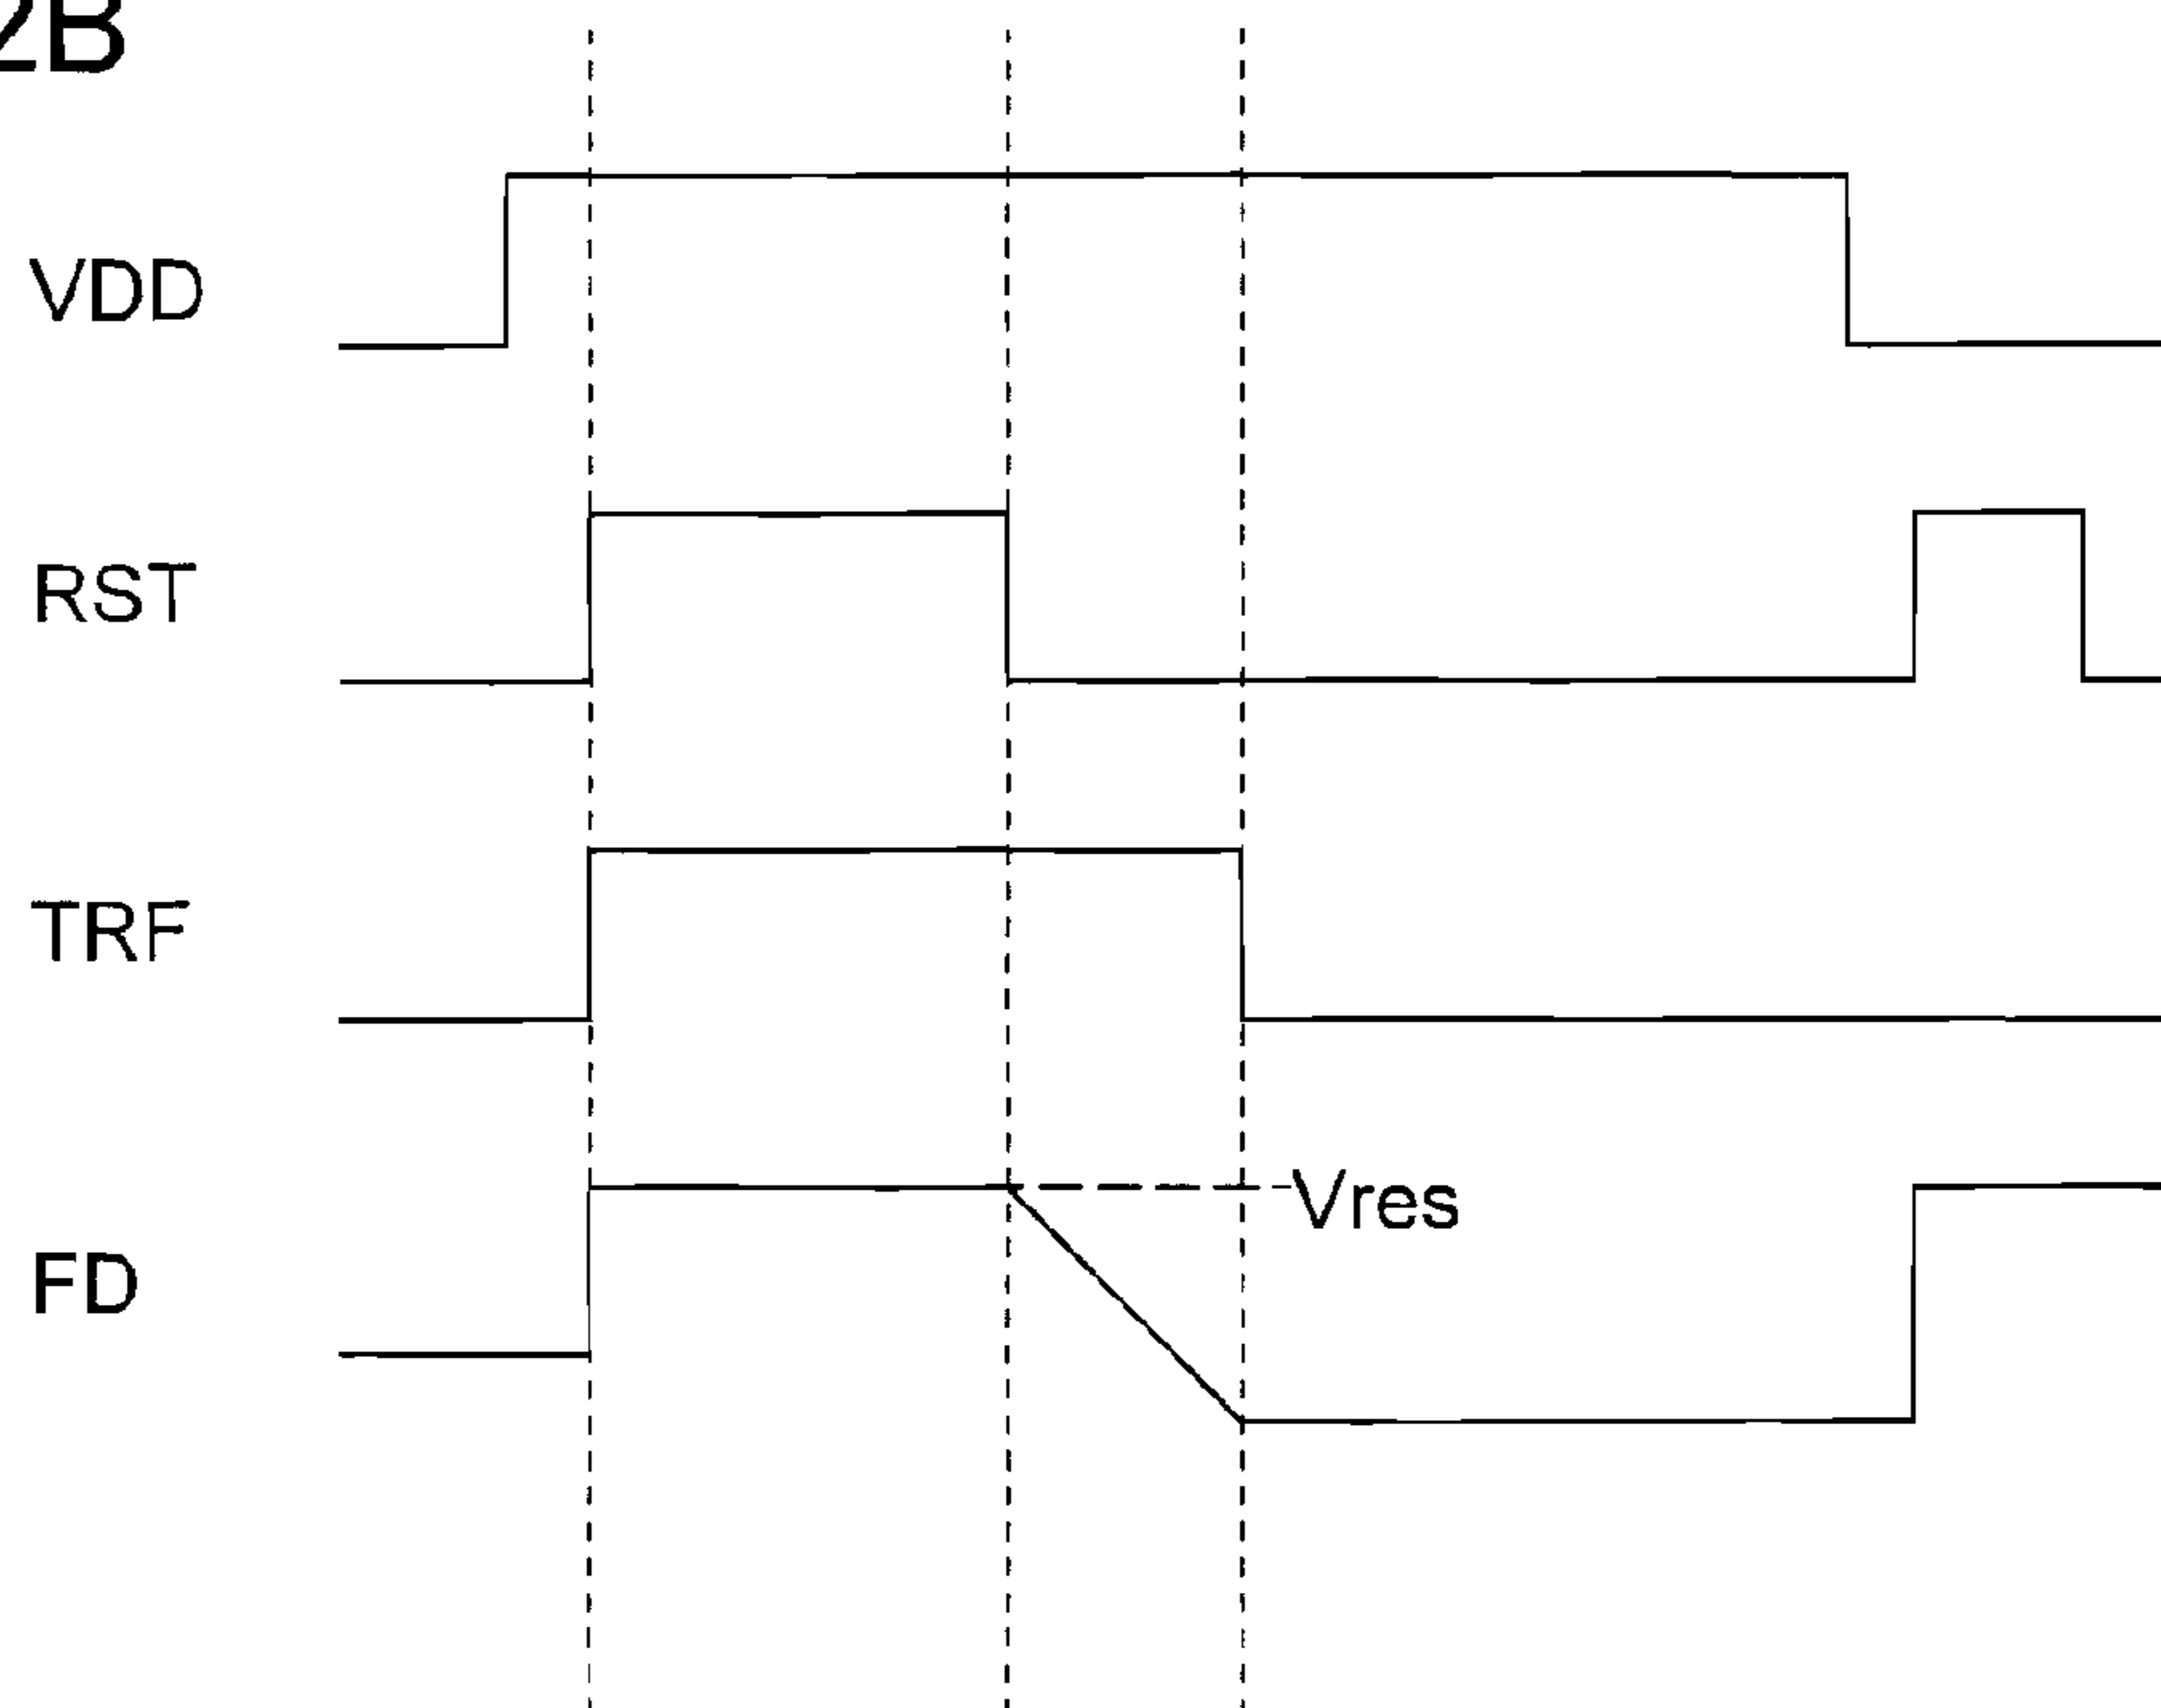 2B
VDD
RST
TRF
Vres
FD